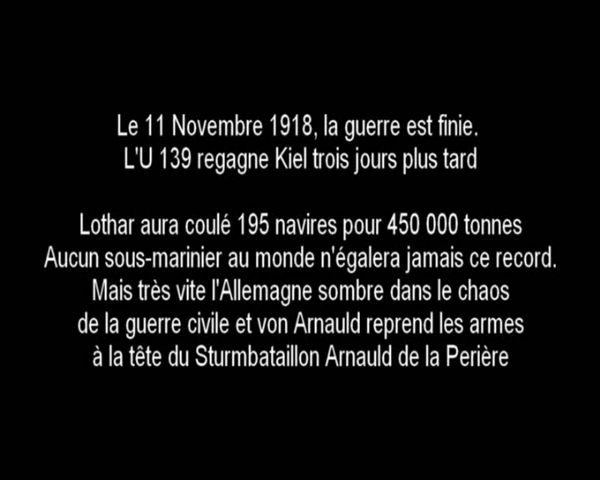 Le 11 Novembre 1918, la guerre est finie.
L'U 139 regagne Kiel trois jours plus tard
Lothar aura coulé 195 navires pour 450 000 tonnes
Aucun sous-marinier au monde n'égalera jamais ce record.
Mais très vite l'Allemagne sombre dans le chaos
de la guerre civile et von Arnauld reprend les armes
à la tête du Sturmbataillon Arnauld de la Perière